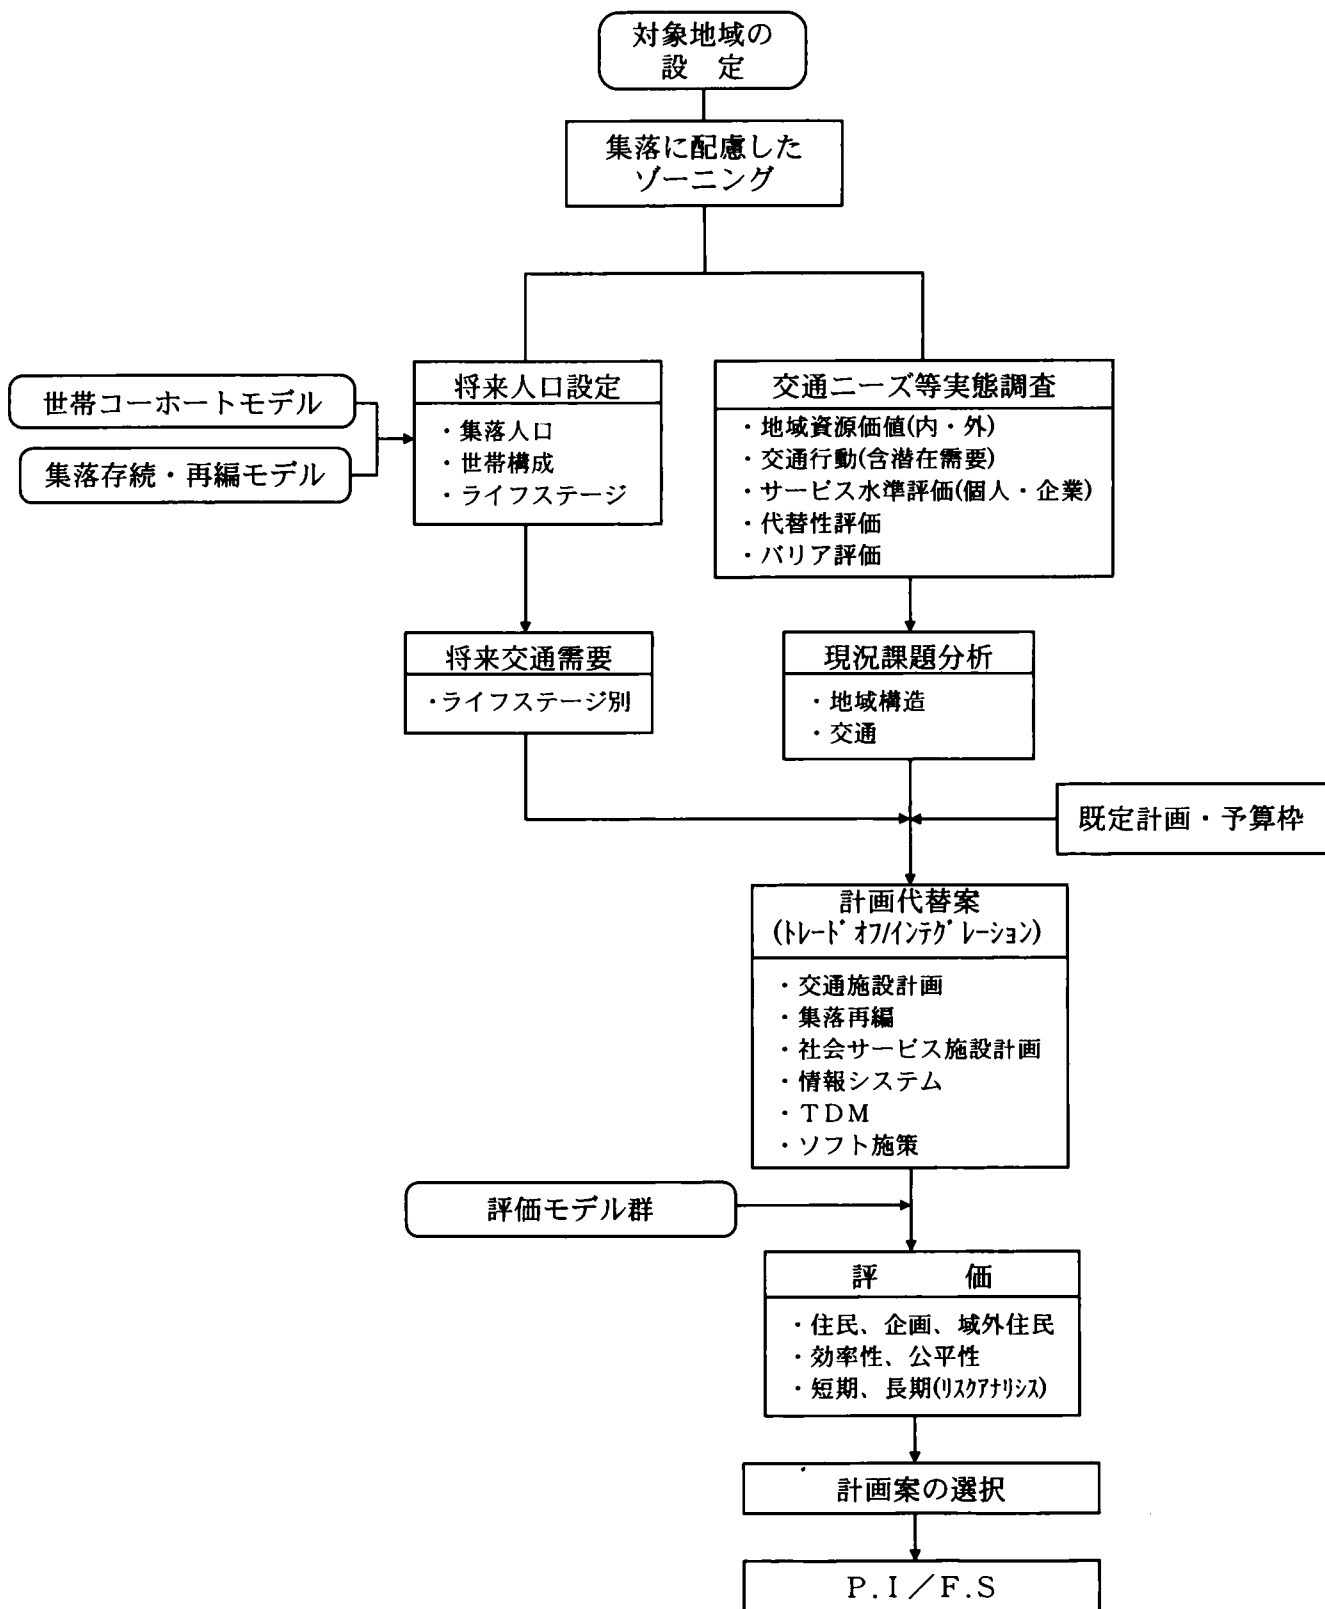 対象地域の
設　定
集落に配慮した
ゾーニング
世帯コーホートモデル
集落存続・再編モデル
将来人口設定
・集落人口
・世帯構成
・ライフステージ
交通ニーズ等実態調査
・地域資源価値(内・外)
・交通行動(含潜在需要)
・サービス水準評価(個人・企業)
・代替性評価
・バリア評価
将来交通需要
・ライフステージ別
現況課題分析
・地域構造
・交通
既定計画・予算枠
計画代替案
(ﾄﾚｰﾄﾞｵﾌ/ｲﾝﾃｸﾞﾚｰｼｮﾝ)
・交通施設計画
・集落再編
・社会サービス施設計画
・情報システム
・ＴＤＭ
・ソフト施策
評価モデル群
評　　　価
・住民、企画、域外住民
・効率性、公平性
・短期、長期(ﾘｽｸｱﾅﾘｼｽ)
計画案の選択
Ｐ.Ｉ／Ｆ.Ｓ